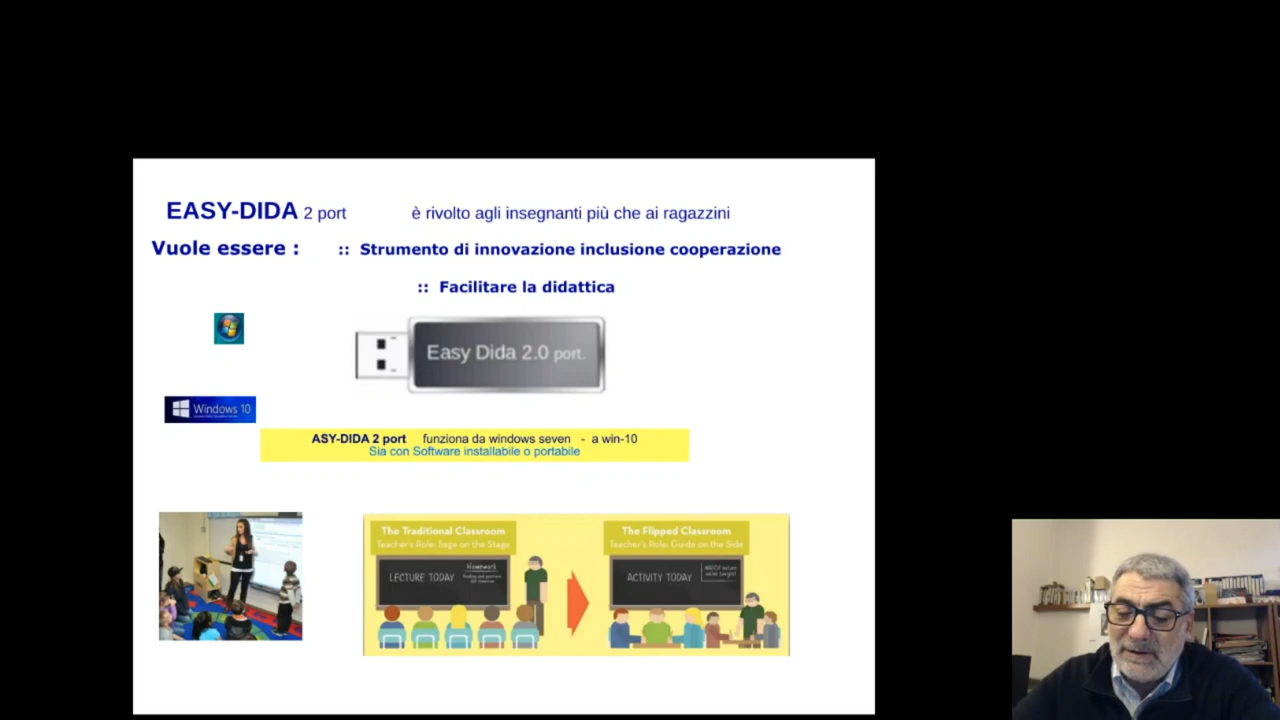 EASY-DIDA 2 port è rivolto agli insegnanti più che ai ragazzini
Vuole essere : :: Strumento di innovazione inclusione cooperazione
:: Facilitare la didattica
Easy Dida 2.0 port.
Windows 10
ASY-DIDA 2 port funziona da windows seven - a win-10
Sia con Software installabile o portabile
The Traditional Classroom
Teacher's Role: Sage on the Stage
LECTURE TODAY
Homework
The Flipped Classroom
Teacher's Role: Guide on the Side
ACTIVITY TODAY